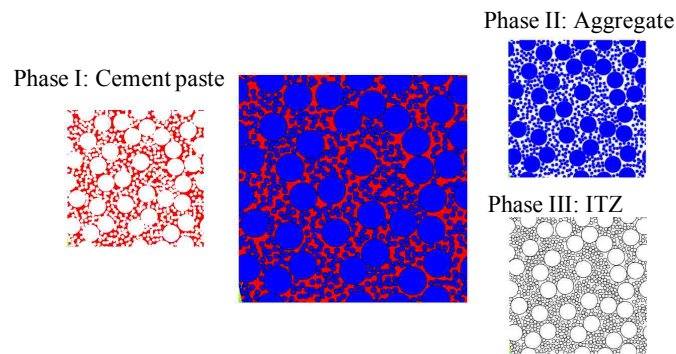 Phase II: Aggregate
Phase I: Cement paste
Phase III: ITZ